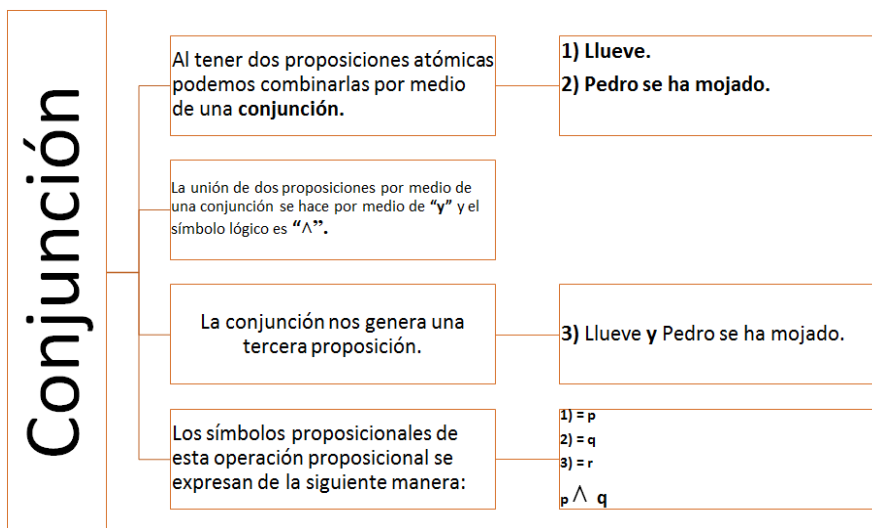 Conjunción
Al tener dos proposiciones atómicas
podemos combinarlas por medio
de una conjunción.
1) Llueve.
2) Pedro se ha mojado.
La unión de dos proposiciones por medio de
una conjunción se hace por medio de “y” y el
símbolo lógico es “∧”.
La conjunción nos genera una
tercera proposición.
3) Llueve y Pedro se ha mojado.
Los símbolos proposicionales de
esta operación proposicional se
expresan de la siguiente manera:
1) = p
2) = q
3) = r
p ∧ q